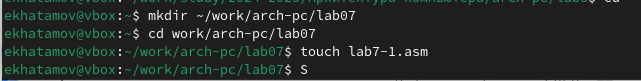 ekhatamov@vbox:~$ mkdir ~/work/arch-pc/lab07
ekhatamov@vbox:~$ cd work/arch-pc/lab07
ekhatamov@vbox:~/work/arch-pc/lab07$ touch lab7-1.asm
ekhatamov@vbox:~/work/arch-pc/lab07$ S